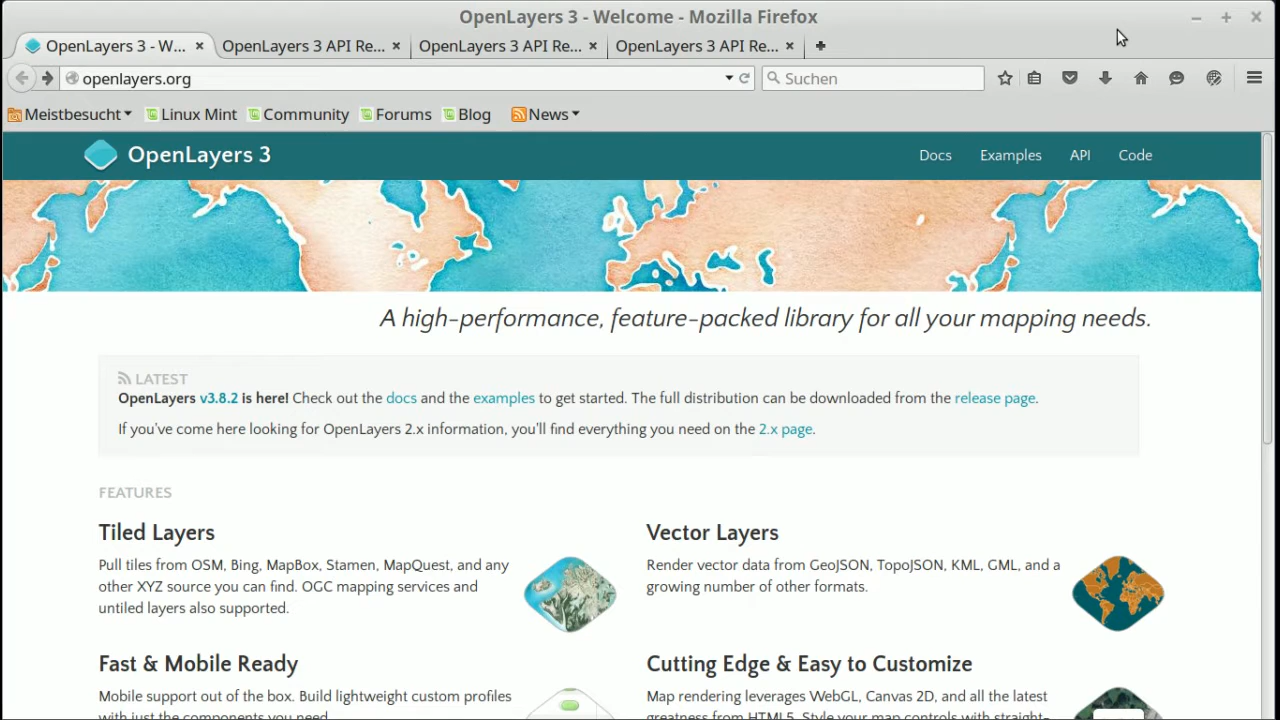 OpenLayers 3 - Welcome - Mozilla Firefox
OpenLayers 3 - W...
OpenLayers 3 API Re...
OpenLayers 3 API Re...
OpenLayers 3 API Re...
openlayers.org
Suchen
Meistbesucht
Linux Mint
Community
Forums
Blog
News
OpenLayers 3
Docs
Examples
API
Code
A high-performance, feature-packed library for all your mapping needs.
LATEST
OpenLayers v3.8.2 is here! Check out the docs and the examples to get started. The full distribution can be downloaded from the release page.
If you've come here looking for OpenLayers 2.x information, you'll find everything you need on the 2.x page.
FEATURES
Tiled Layers
Pull tiles from OSM, Bing, MapBox, Stamen, MapQuest, and any
other XYZ source you can find. OGC mapping services and
untiled layers also supported.
Vector Layers
Render vector data from GeoJSON, TopoJSON, KML, GML, and a
growing number of other formats.
Fast & Mobile Ready
Mobile support out of the box. Build lightweight custom profiles
with just the components you need.
Cutting Edge & Easy to Customize
Map rendering leverages WebGL, Canvas 2D, and all the latest
greatness from HTML5. Style your map controls with straight-